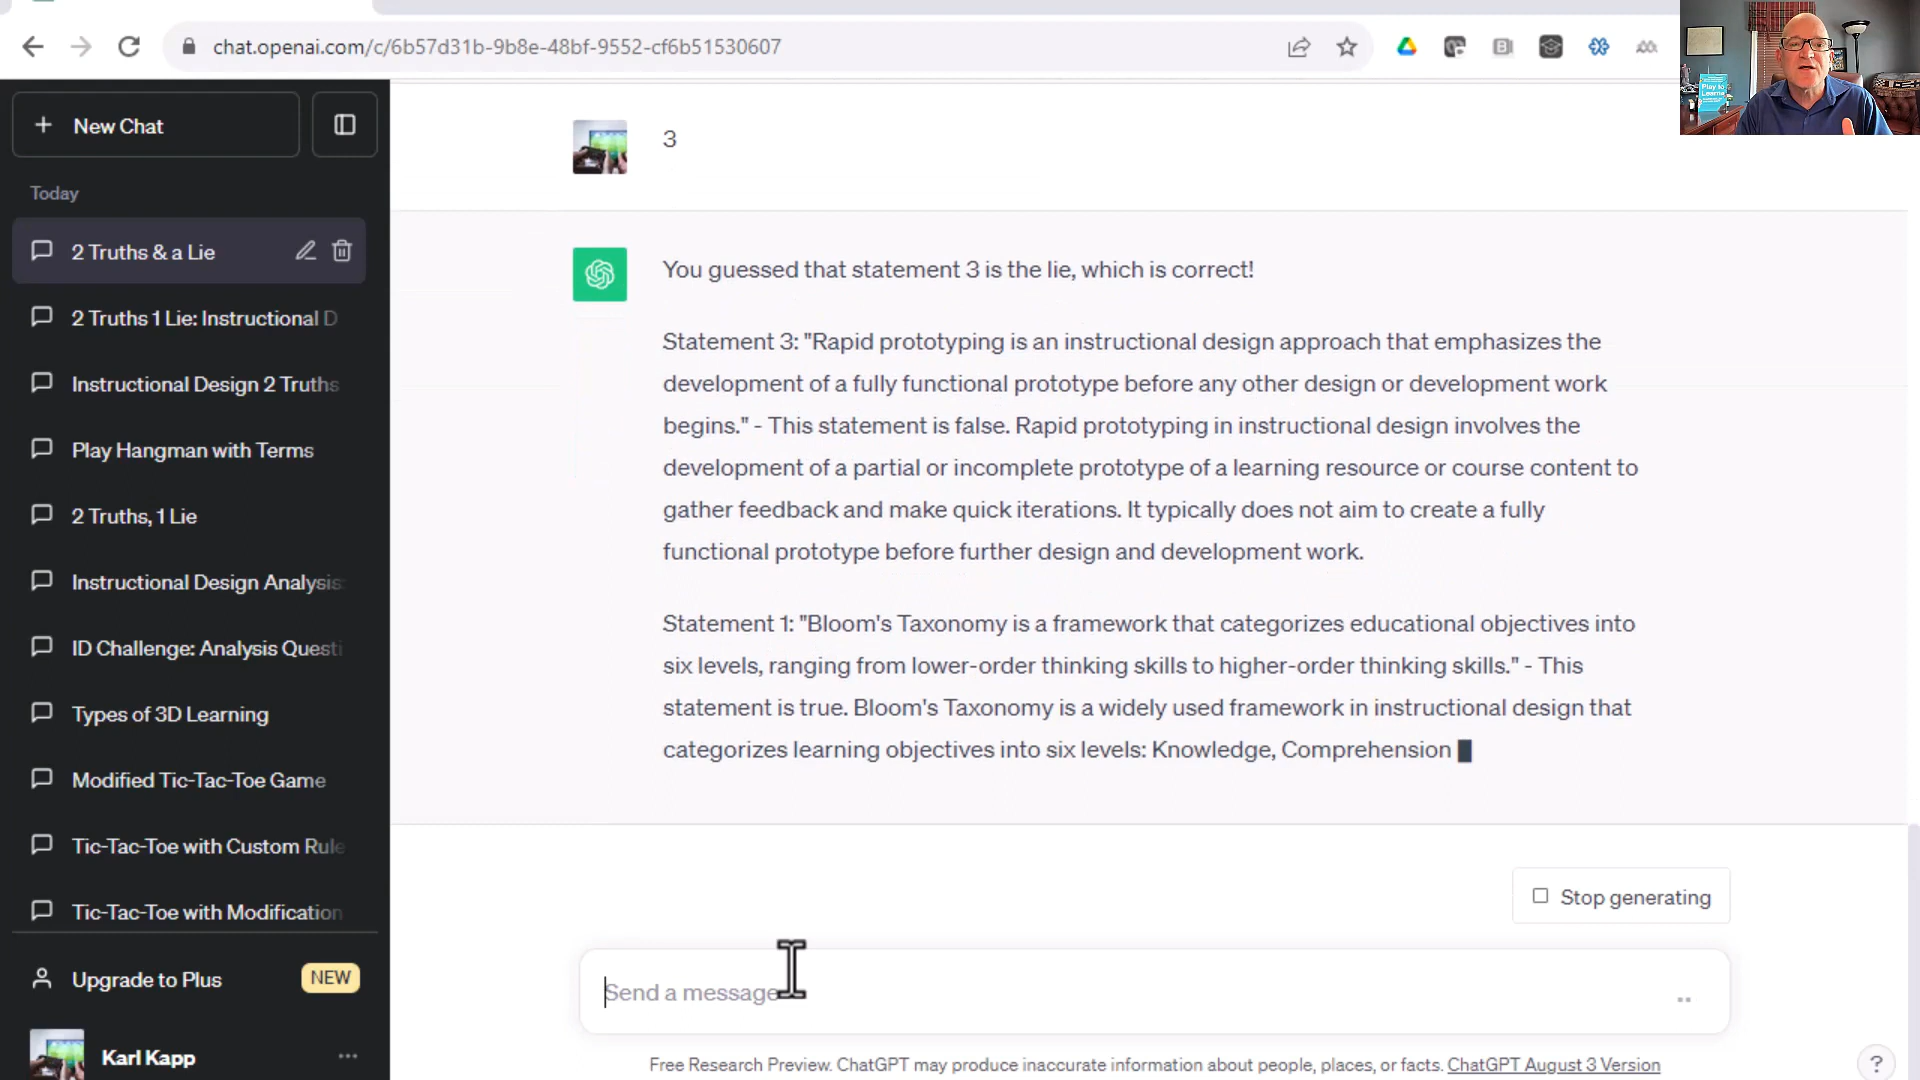 chat.openai.com/c/6b57d31b-9b8e-48bf-9552-cf6b51530607
+ New Chat
Today
2 Truths & a Lie
2 Truths 1 Lie: Instructional D
Instructional Design 2 Truths
Play Hangman with Terms
2 Truths, 1 Lie
Instructional Design Analysis
ID Challenge: Analysis Questi
Types of 3D Learning
Modified Tic-Tac-Toe Game
Tic-Tac-Toe with Custom Rule
Tic-Tac-Toe with Modification
Upgrade to Plus NEW
Karl Kapp
3
You guessed that statement 3 is the lie, which is correct!
Statement 3: "Rapid prototyping is an instructional design approach that emphasizes the
development of a fully functional prototype before any other design or development work
begins." - This statement is false. Rapid prototyping in instructional design involves the
development of a partial or incomplete prototype of a learning resource or course content to
gather feedback and make quick iterations. It typically does not aim to create a fully
functional prototype before further design and development work.
Statement 1: "Bloom's Taxonomy is a framework that categorizes educational objectives into
six levels, ranging from lower-order thinking skills to higher-order thinking skills." - This
statement is true. Bloom's Taxonomy is a widely used framework in instructional design that
categorizes learning objectives into six levels: Knowledge, Comprehension
Stop generating
Send a message
Free Research Preview. ChatGPT may produce inaccurate information about people, places, or facts. ChatGPT August 3 Version
?
Play to
Learn